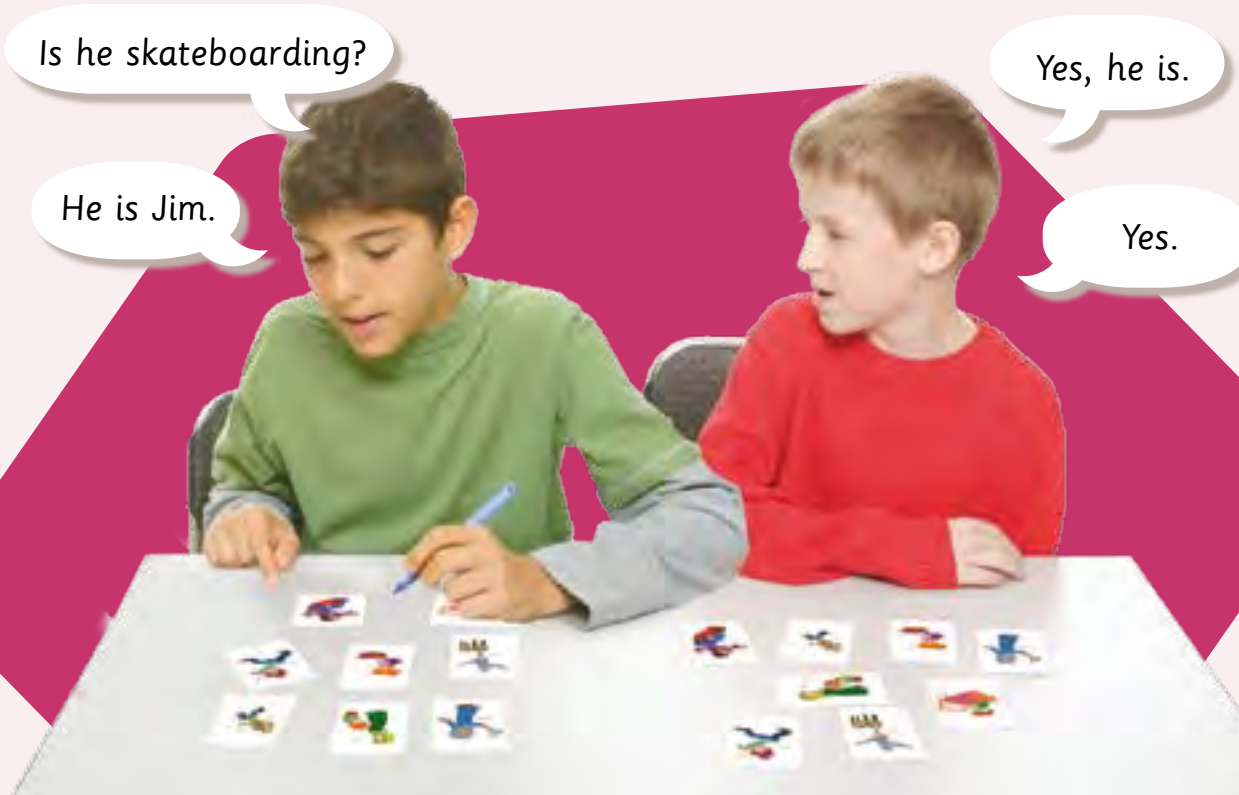 Is he skateboarding?
Yes, he is.
He is Jim.
Yes.